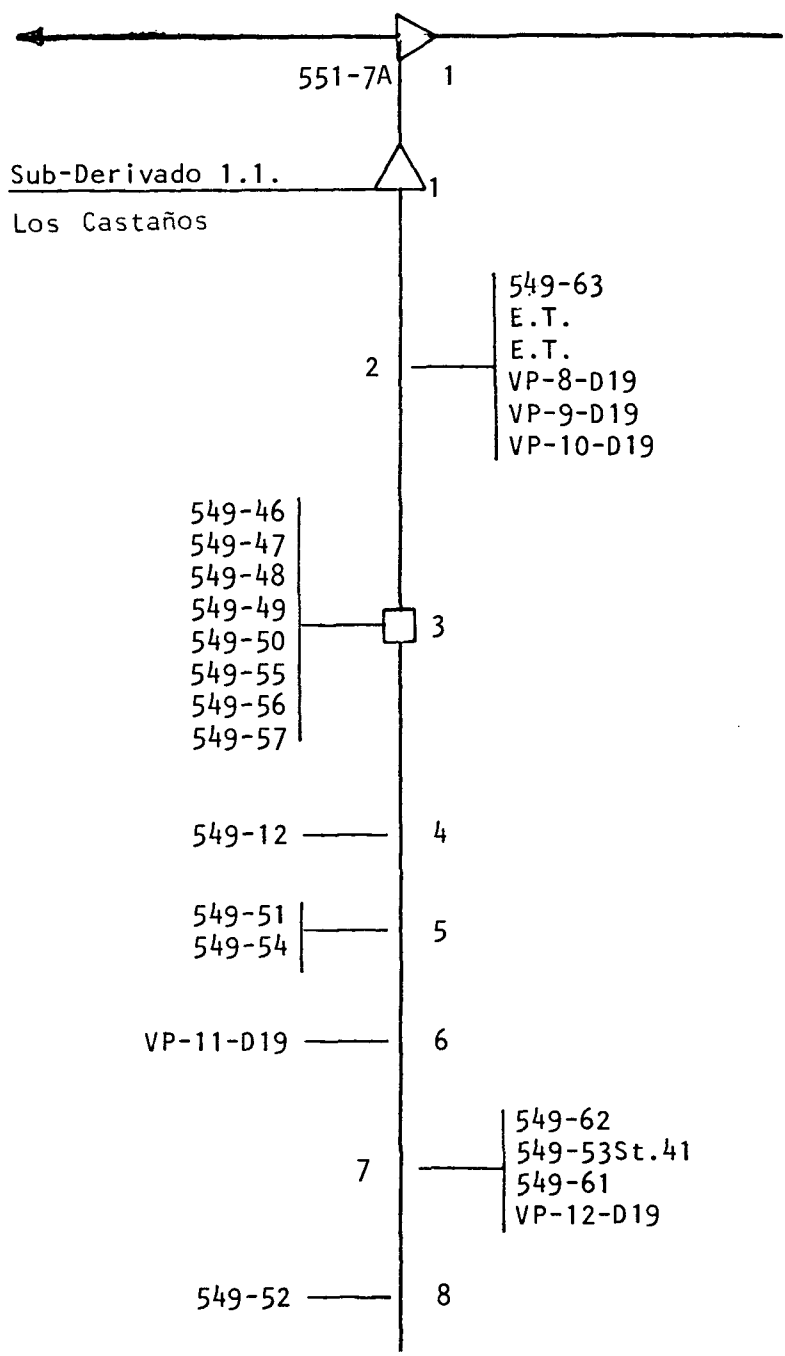 551-7A 1
Sub-Derivado 1.1. 1
Los Castaños
2
549-63
E.T.
E.T.
VP-8-D19
VP-9-D19
VP-10-D19
549-46
549-47
549-48
549-49
549-50
549-55
549-56
549-57
3
549-12 4
549-51
549-54
5
VP-11-D19 6
7
549-62
549-53St.41
549-61
VP-12-D19
549-52 8